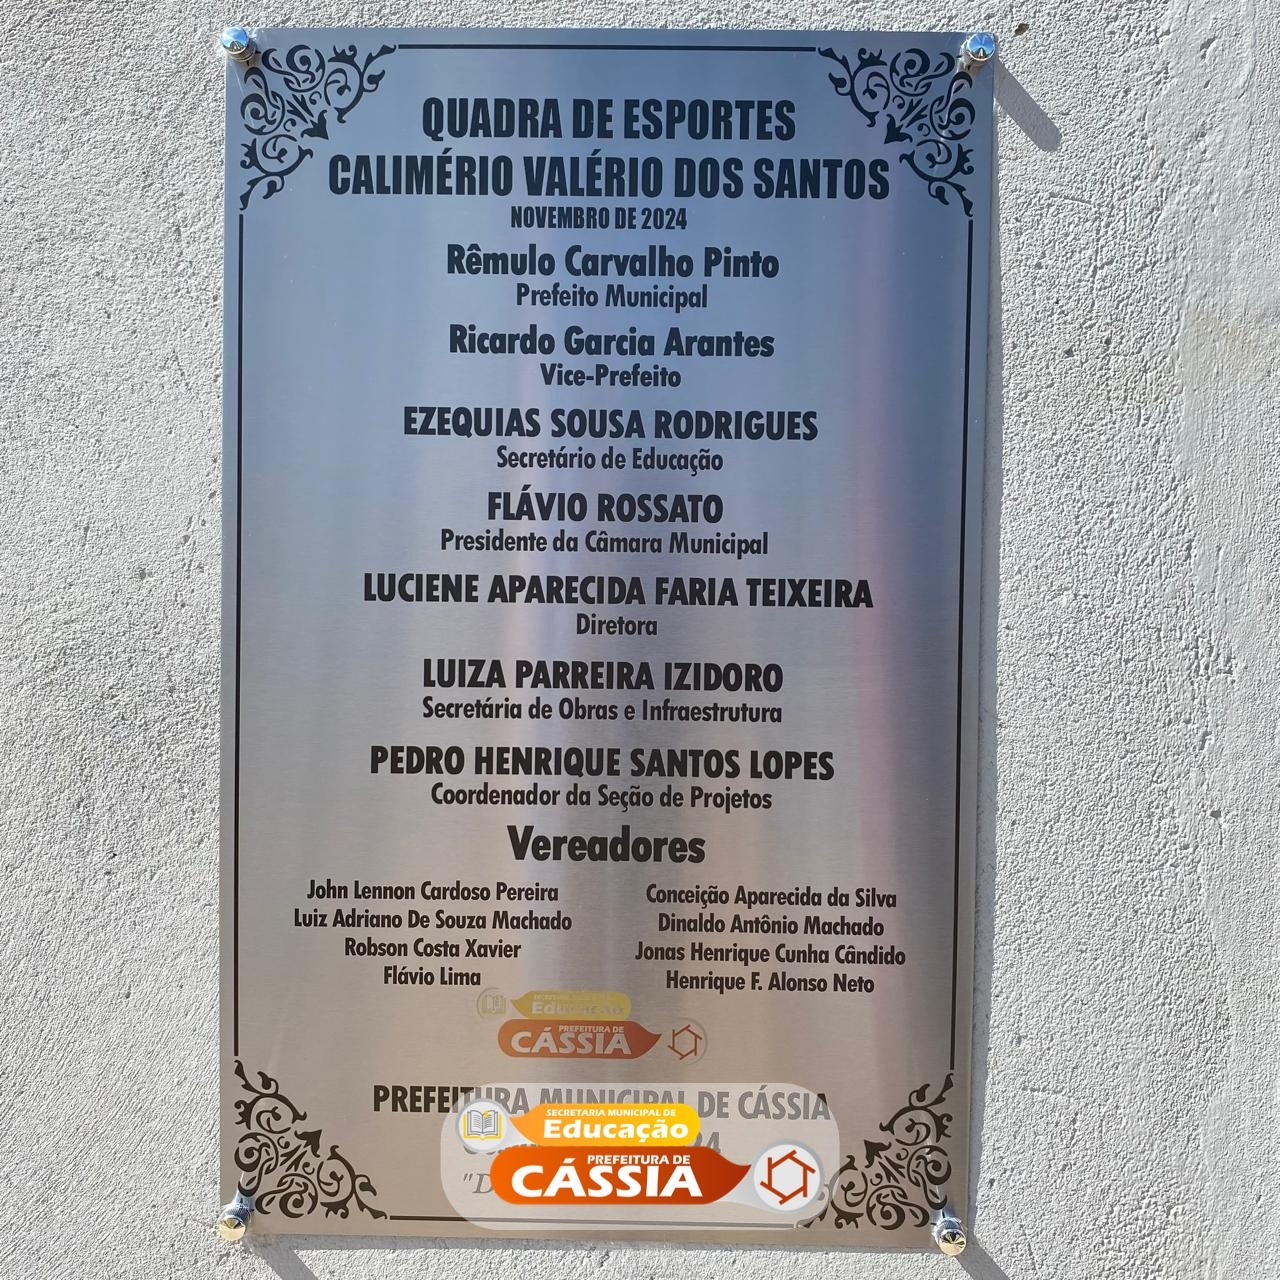 QUADRA DE ESPORTES
CALIMÉRIO VALÉRIO DOS SANTOS
NOVEMBRO DE 2024
Rêmulo Carvalho Pinto
Prefeito Municipal
Ricardo Garcia Arantes
Vice-Prefeito
EZEQUIAS SOUSA RODRIGUES
Secretário de Educação
FLÁVIO ROSSATO
Presidente da Câmara Municipal
LUCIENE APARECIDA FARIA TEIXEIRA
Diretora
LUIZA PARREIRA IZIDORO
Secretária de Obras e Infraestrutura
PEDRO HENRIQUE SANTOS LOPES
Coordenador da Seção de Projetos
Vereadores
John Lennon Cardoso Pereira
Luiz Adriano De Souza Machado
Robson Costa Xavier
Flávio Lima
Conceição Aparecida da Silva
Dinaldo Antônio Machado
Jonas Henrique Cunha Cândido
Henrique F. Alonso Neto
Educação
PREFEITURA DE
CÁSSIA
PREFEITURA MUNICIPAL DE CÁSSIA
SECRETARIA MUNICIPAL DE
Educação
PREFEITURA DE
CÁSSIA